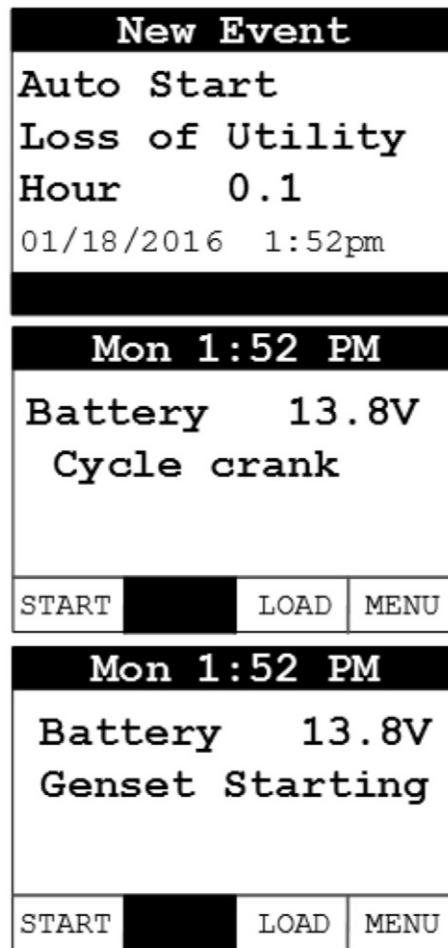 New Event
Auto Start
Loss of Utility
Hour 0.1
01/18/2016 1:52pm
Mon 1:52 PM
Battery 13.8V
Cycle crank
START LOAD MENU
Mon 1:52 PM
Battery 13.8V
Genset Starting
START LOAD MENU